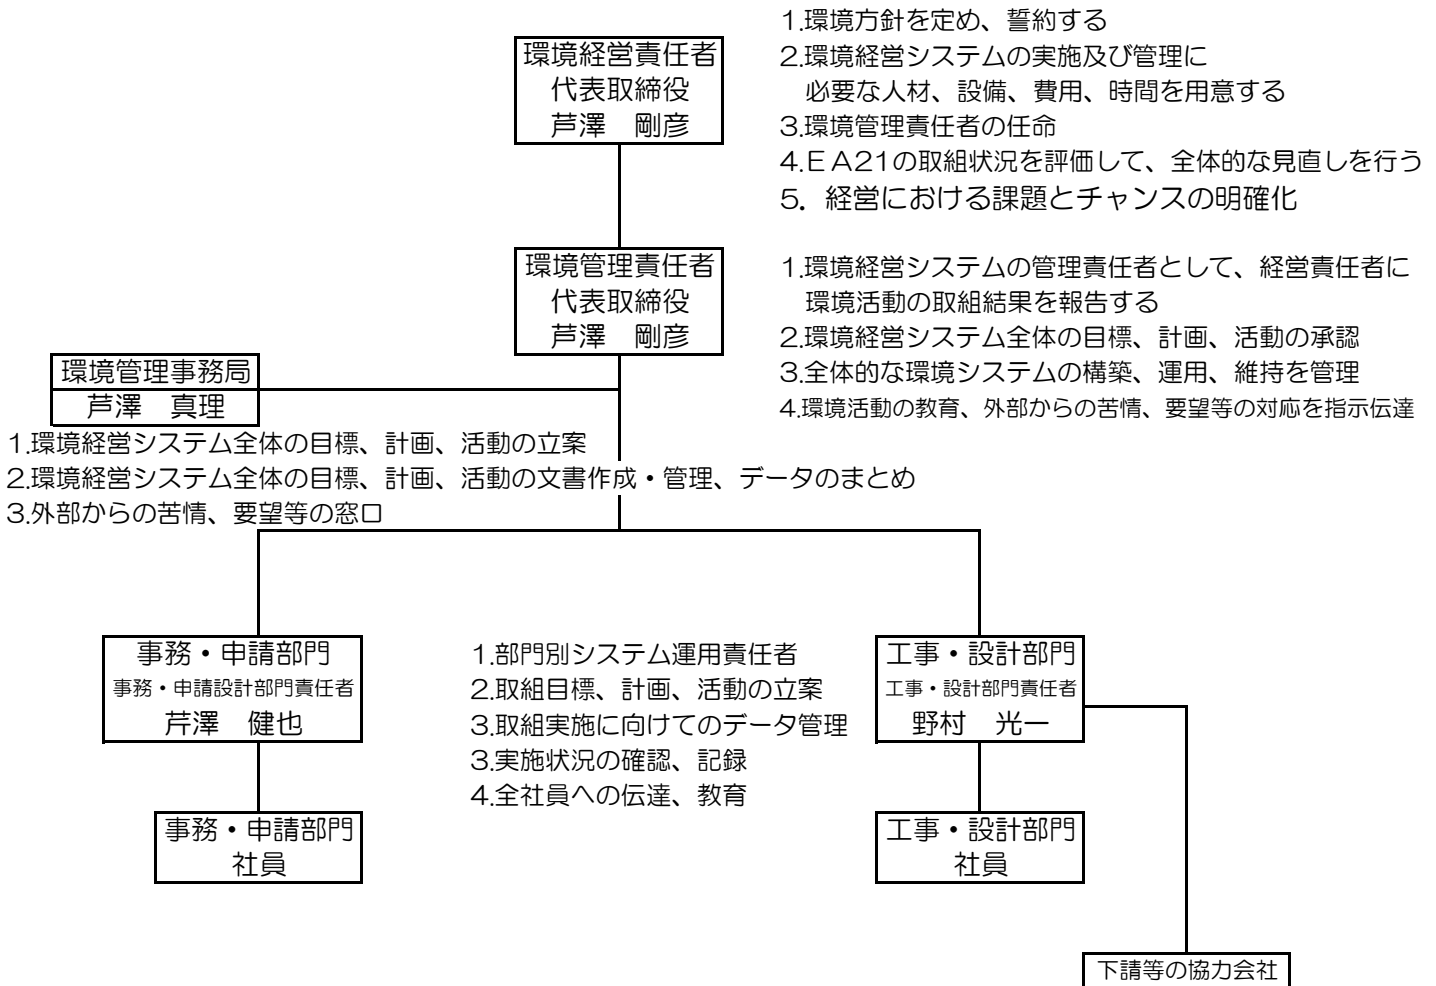 環境経営責任者
代表取締役
芦澤　剛彦
1.環境方針を定め、誓約する
2.環境経営システムの実施及び管理に
必要な人材、設備、費用、時間を用意する
3.環境管理責任者の任命
4.ＥＡ21の取組状況を評価して、全体的な見直しを行う
5．経営における課題とチャンスの明確化
環境管理責任者
代表取締役
芦澤　剛彦
1.環境経営システムの管理責任者として、経営責任者に
環境活動の取組結果を報告する
2.環境経営システム全体の目標、計画、活動の承認
3.全体的な環境システムの構築、運用、維持を管理
4.環境活動の教育、外部からの苦情、要望等の対応を指示伝達
環境管理事務局
芦澤　真理
1.環境経営システム全体の目標、計画、活動の立案
2.環境経営システム全体の目標、計画、活動の文書作成・管理、データのまとめ
3.外部からの苦情、要望等の窓口
事務・申請部門
事務・申請設計部門責任者
芹澤　健也
1.部門別システム運用責任者
2.取組目標、計画、活動の立案
3.取組実施に向けてのデータ管理
3.実施状況の確認、記録
4.全社員への伝達、教育
工事・設計部門
工事・設計部門責任者
野村　光一
事務・申請部門
社員
工事・設計部門
社員
下請等の協力会社